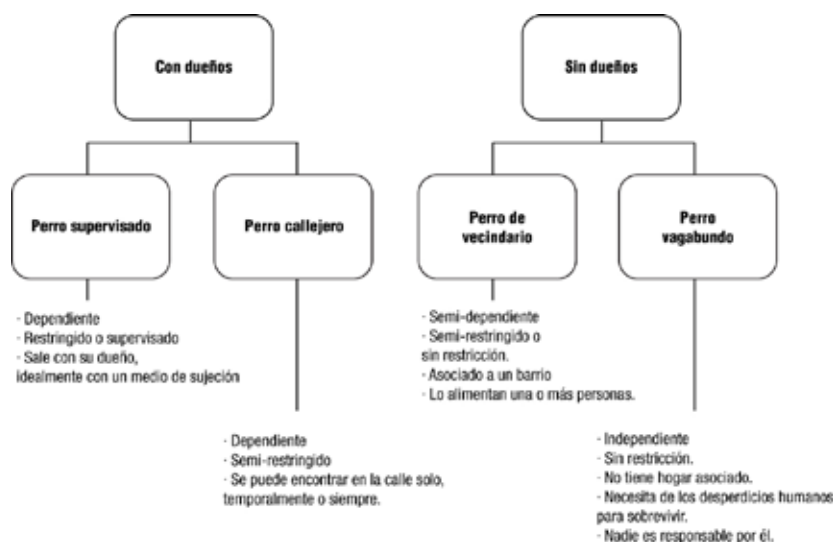 Con dueños
Sin dueños
Perro supervisado
Perro callejero
Perro de
vecindario
Perro
vagabundo
· Dependiente
· Restringido o supervisado
· Sale con su dueño,
idealmente con un medio de sujeción
· Semi-dependiente
· Semi-restringido o
sin restricción.
· Asociado a un barrio
· Lo alimentan una o más personas.
· Dependiente
· Semi-restringido
· Se puede encontrar en la calle solo,
temporalmente o siempre.
· Independiente
· Sin restricción.
· No tiene hogar asociado.
· Necesita de los desperdicios humanos
para sobrevivir.
· Nadie es responsable por él.